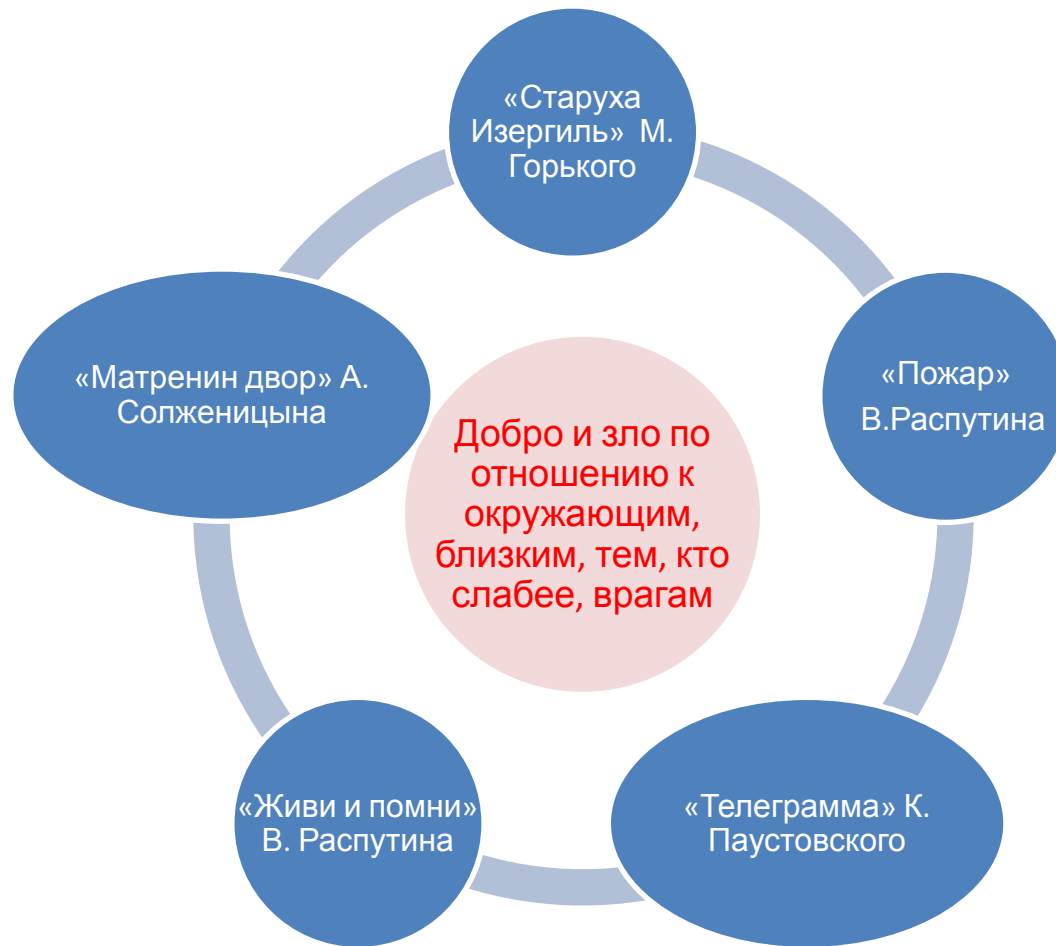 «Старуха
Изергиль» М.
Горького
«Матренин двор» А.
Солженицына
«Пожар»
В.Распутина
Добро и зло по
отношению к
окружающим,
близким, тем, кто
слабее, врагам
«Живи и помни»
В. Распутина
«Телеграмма» К.
Паустовского